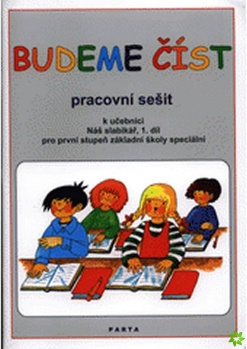 BUDEME ČÍST
pracovní sešit
k učebnici
Náš slabikář, 1. díl
pro první stupeň základní školy speciální
PARTA